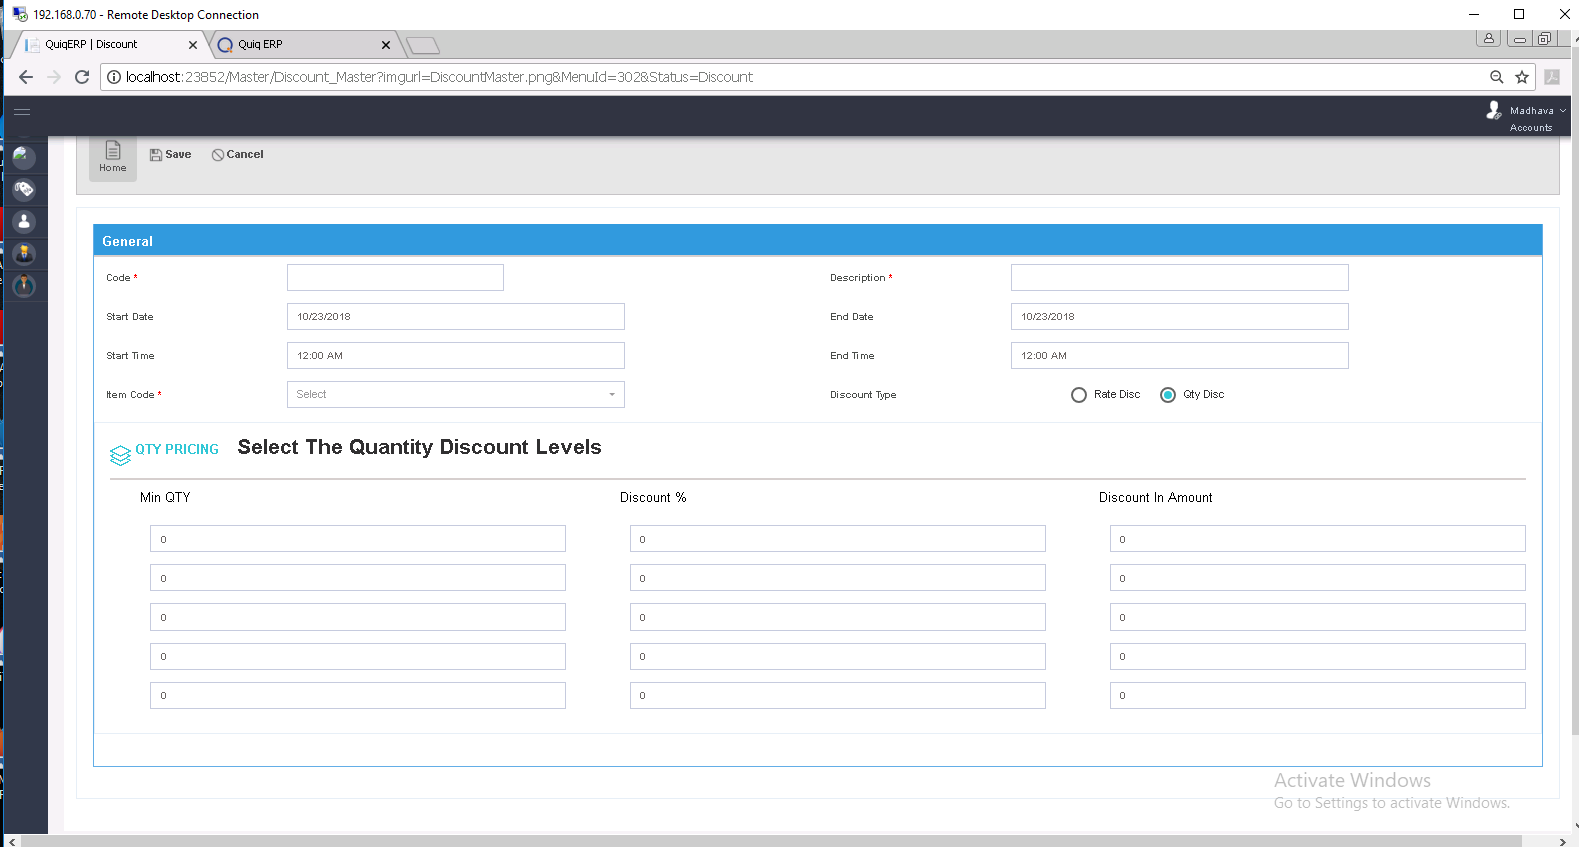 192.168.0.70 - Remote Desktop Connection
QuiqERP | Discount
Quiq ERP
localhost:23852/Master/Discount_Master?imgurl=DiscountMaster.png&MenuId=302&Status=Discount
Madhava
Accounts
Home
Save
Cancel
General
Code *
Description *
Start Date 10/23/2018
End Date 10/23/2018
Start Time 12:00 AM
End Time 12:00 AM
Item Code * Select
Discount Type Rate Disc Qty Disc
QTY PRICING Select The Quantity Discount Levels
Min QTY Discount % Discount In Amount
0 0 0
0 0 0
0 0 0
0 0 0
0 0 0
Activate Windows
Go to Settings to activate Windows.